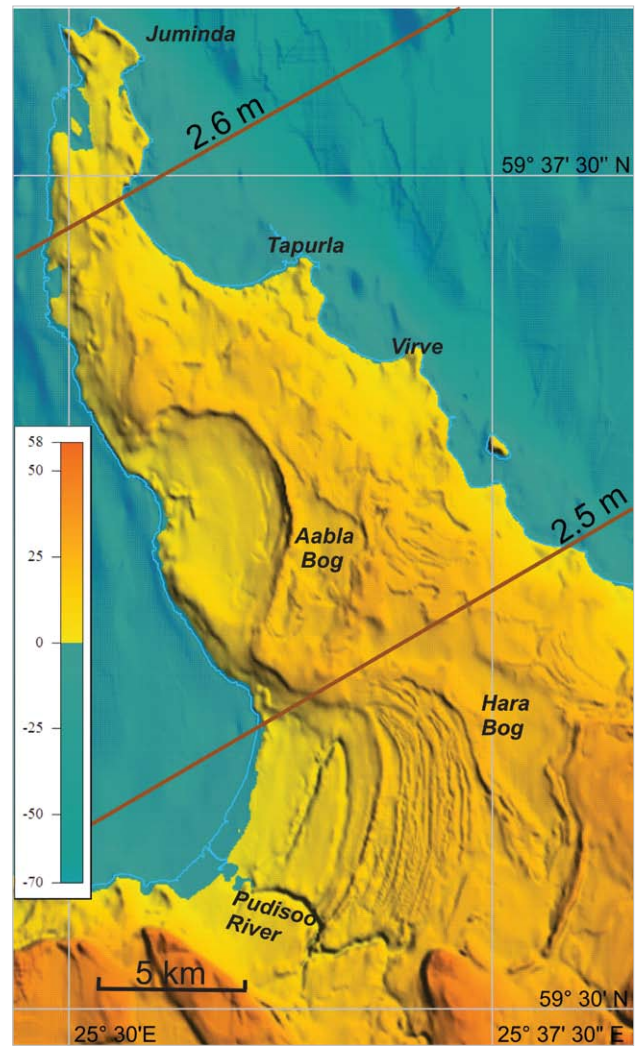 Juminda
2.6 m
59° 37' 30'' N
Tapurla
Virve
58
50
25
0
-25
-50
-70
2.5 m
Aabla
Bog
Hara
Bog
Pudisoo
River
5 km
59° 30' N
25° 30'E
25° 37' 30'' E